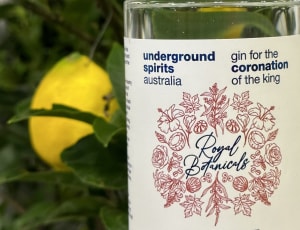 underground
spirits
australia
gin for the
coronation
of the king
Royal
Botanicals